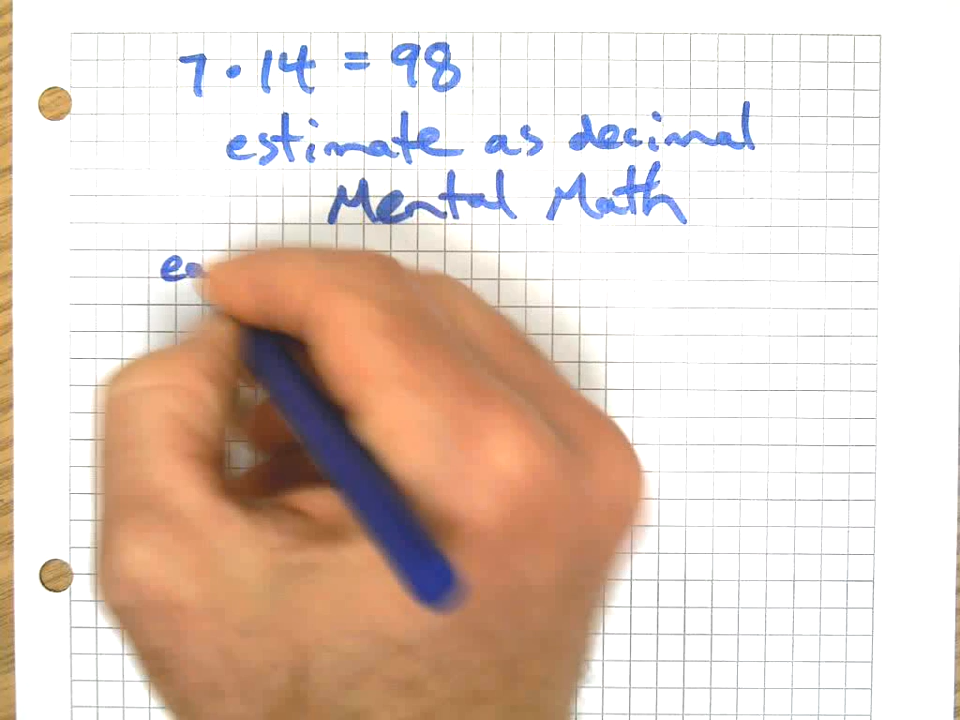 7 · 14 = 98
estimate as decimal
Mental Math